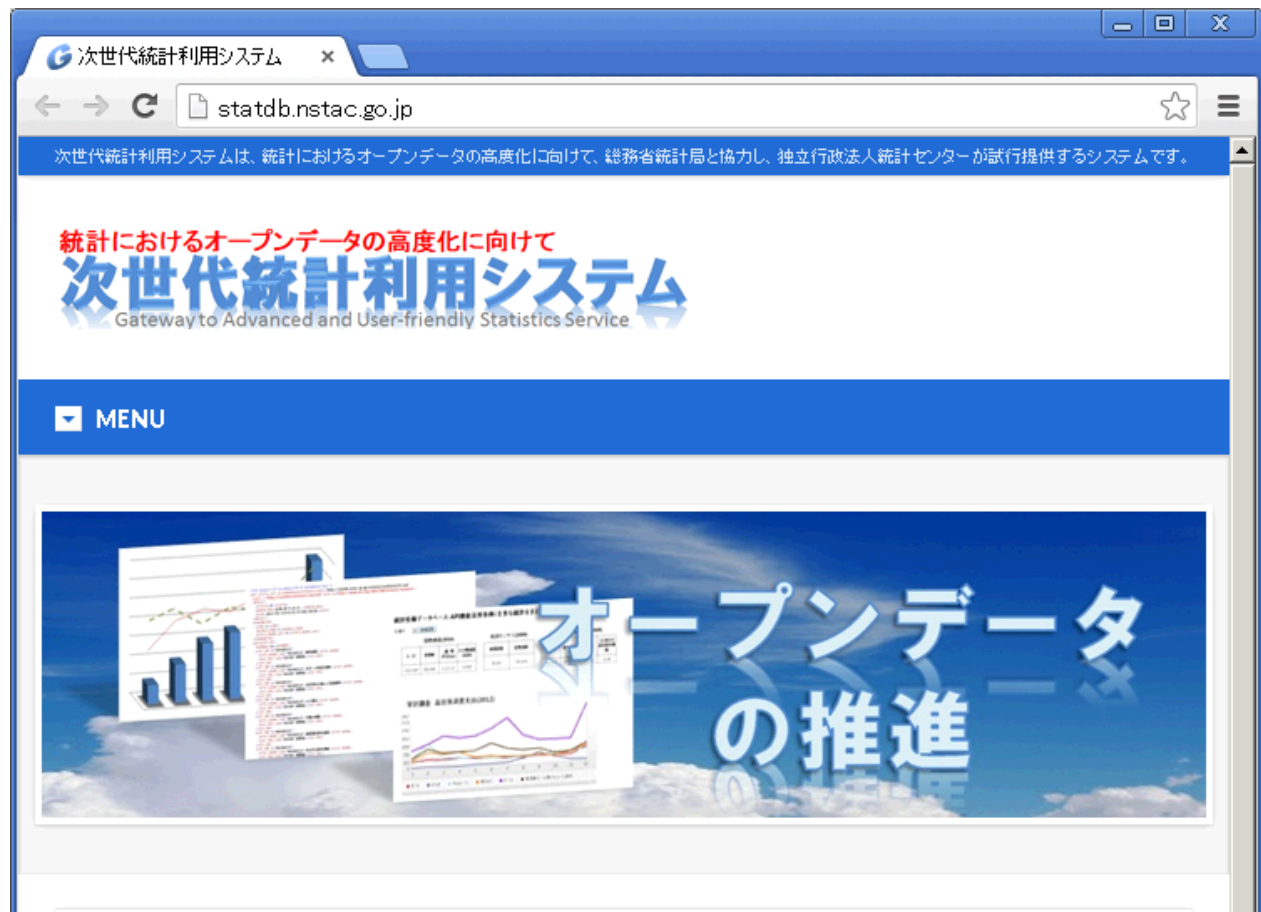 次世代統計利用システム
statdb.nstac.go.jp
次世代統計利用システムは、統計におけるオープンデータの高度化に向けて、総務省統計局と協力し、独立行政法人統計センターが試行提供するシステムです。
統計におけるオープンデータの高度化に向けて
次世代統計利用システム
Gateway to Advanced and User-friendly Statistics Service
MENU
オープンデータ
の推進